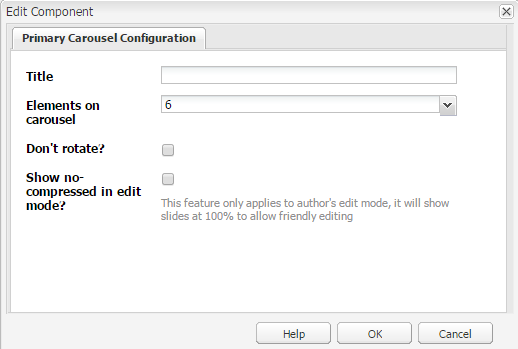 Edit Component
Primary Carousel Configuration
Title
Elements on
carousel
6
Don't rotate?
Show no-
compressed in edit
mode?
This feature only applies to author's edit mode, it will show
slides at 100% to allow friendly editing
Help
OK
Cancel